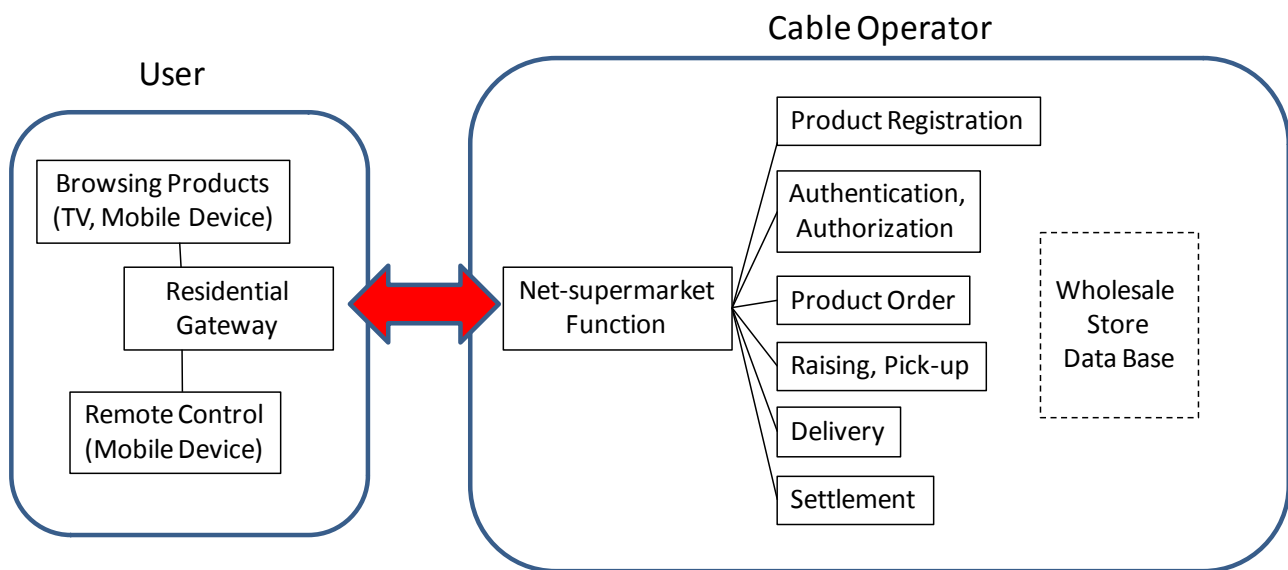 User
Browsing Products
(TV, Mobile Device)
Residential
Gateway
Remote Control
(Mobile Device)
Cable Operator
Net-supermarket
Function
Product Registration
Authentication,
Authorization
Product Order
Raising, Pick-up
Delivery
Settlement
Wholesale
Store
Data Base